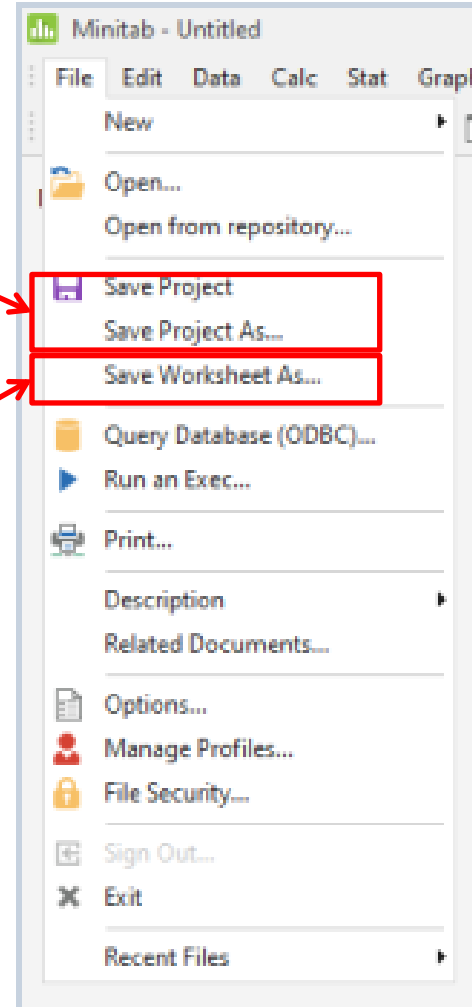 Minitab - Untitled
File Edit Data Calc Stat Graph
New
Open...
Open from repository...
Save Project
Save Project As...
Save Worksheet As...
Query Database (ODBC)...
Run an Exec...
Print...
Description
Related Documents...
Options...
Manage Profiles...
File Security...
Sign Out...
Exit
Recent Files